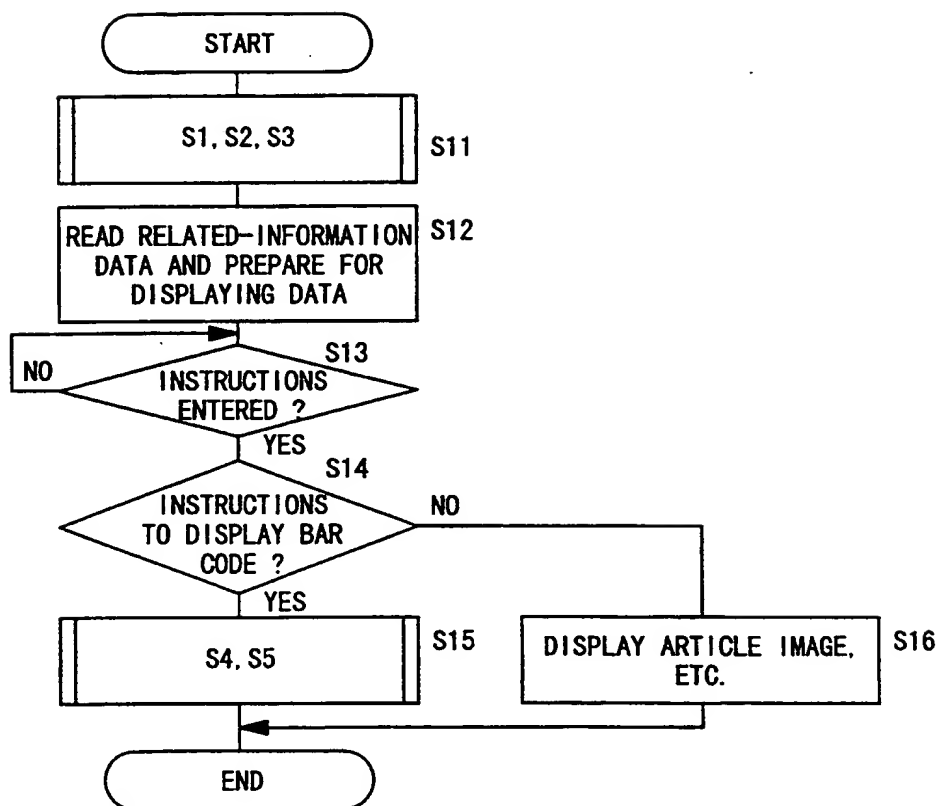 START
S1, S2, S3
S11
READ RELATED-INFORMATION
DATA AND PREPARE FOR
DISPLAYING DATA
S12
S13
NO
INSTRUCTIONS
ENTERED ?
YES
S14
INSTRUCTIONS
TO DISPLAY BAR
CODE ?
NO
YES
S4, S5
S15
DISPLAY ARTICLE IMAGE,
ETC.
S16
END